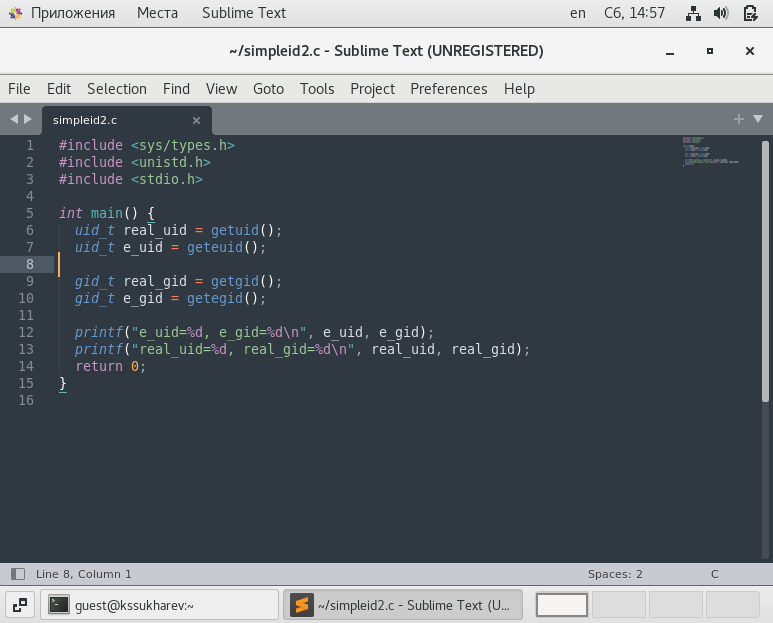 Приложения Места Sublime Text en Сб, 14:57
~/simpleid2.c - Sublime Text (UNREGISTERED)
File Edit Selection Find View Goto Tools Project Preferences Help
simpleid2.c
1 #include <sys/types.h>
2 #include <unistd.h>
3 #include <stdio.h>
4
5 int main() {
6   uid_t real_uid = getuid();
7   uid_t e_uid = geteuid();
8
9   gid_t real_gid = getgid();
10   gid_t e_gid = getegid();
11
12   printf("e_uid=%d, e_gid=%d\n", e_uid, e_gid);
13   printf("real_uid=%d, real_gid=%d\n", real_uid, real_gid);
14   return 0;
15 }
16
Line 8, Column 1 Spaces: 2 C
guest@kssukharev:~ ~/simpleid2.c - Sublime Text (U...